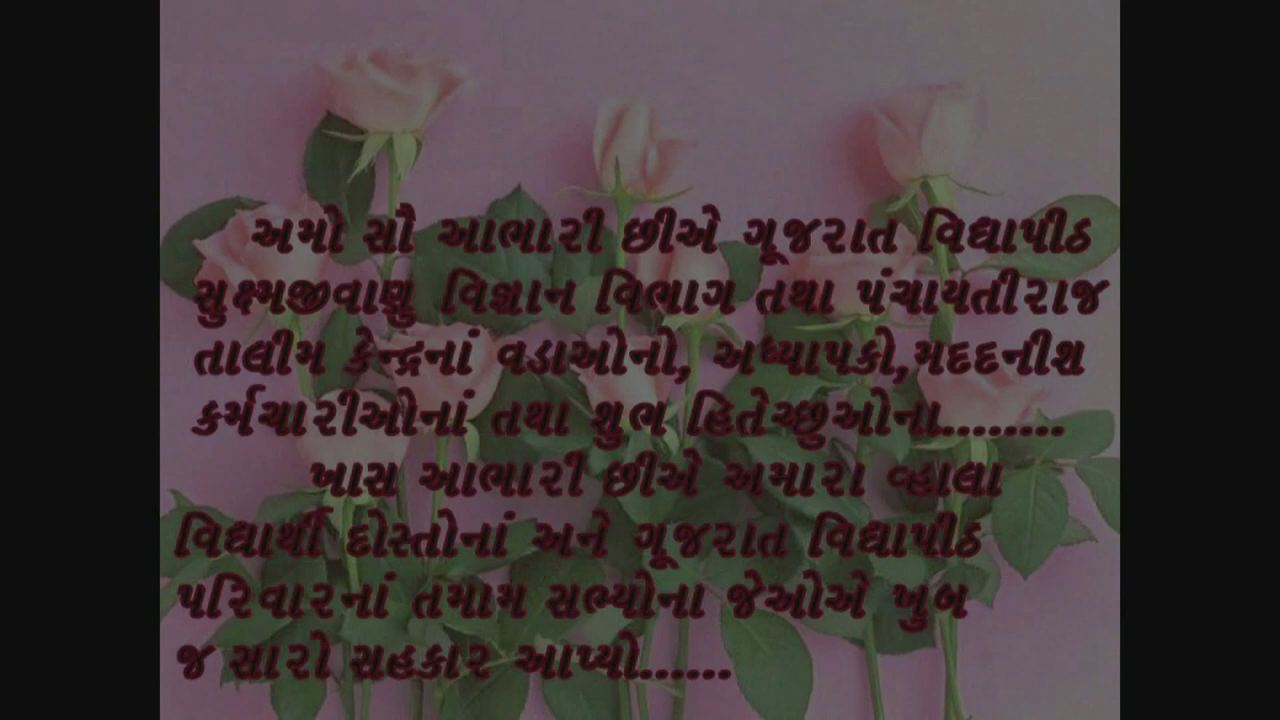 અમો સૌ આભારી છીએ ગૂજરાત વિદ્યાપીઠ
સુક્ષ્મજીવાણુ વિજ્ઞાન વિભાગ તથા પંચાયતીરાજ
તાલીમ કેન્દ્રનાં વડાઓનો, અધ્યાપકો,મદદનીશ
કર્મચારીઓનાં તથા શુભ હિતેચ્છુઓના........
ખાસ આભારી છીએ અમારા વ્હાલા
વિદ્યાર્થી દોસ્તોનાં અને ગૂજરાત વિદ્યાપીઠ
પરિવારનાં તમામ સભ્યોના જેઓએ ખુબ
જ સારો સહકાર આપ્યો......